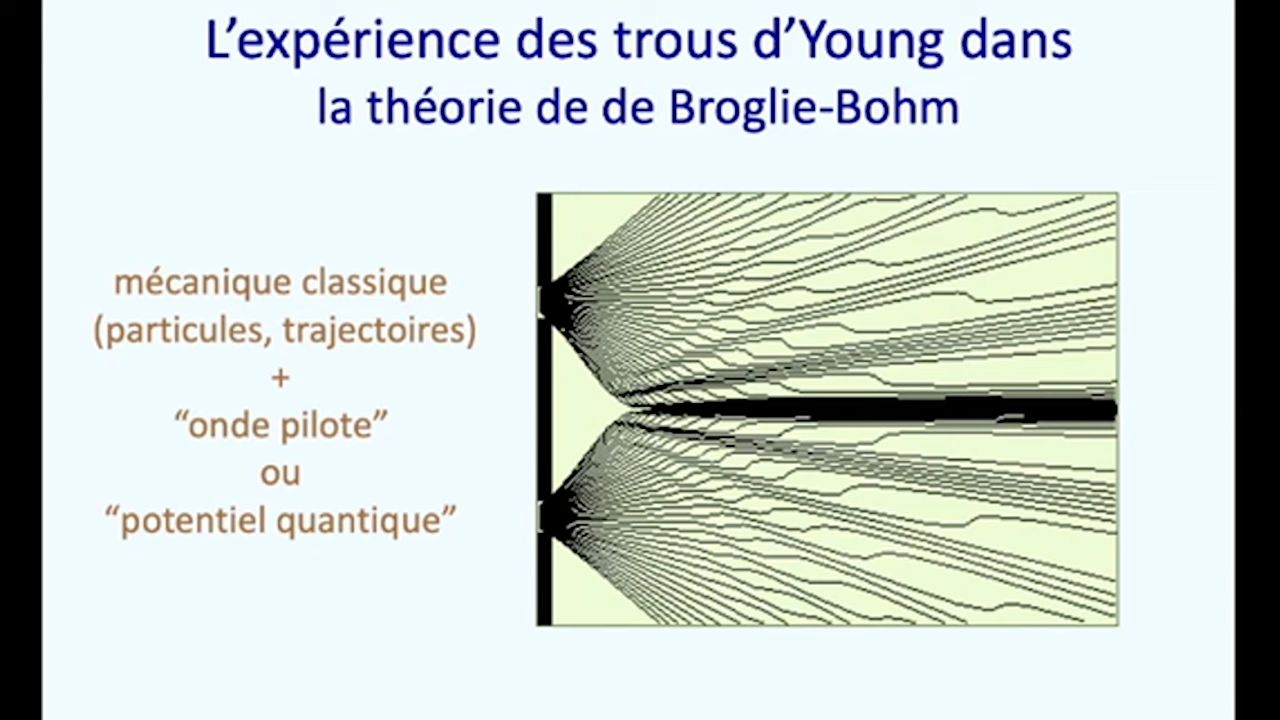 L’expérience des trous d’Young dans
la théorie de de Broglie-Bohm
mécanique classique
(particules, trajectoires)
+
“onde pilote”
ou
“potentiel quantique”